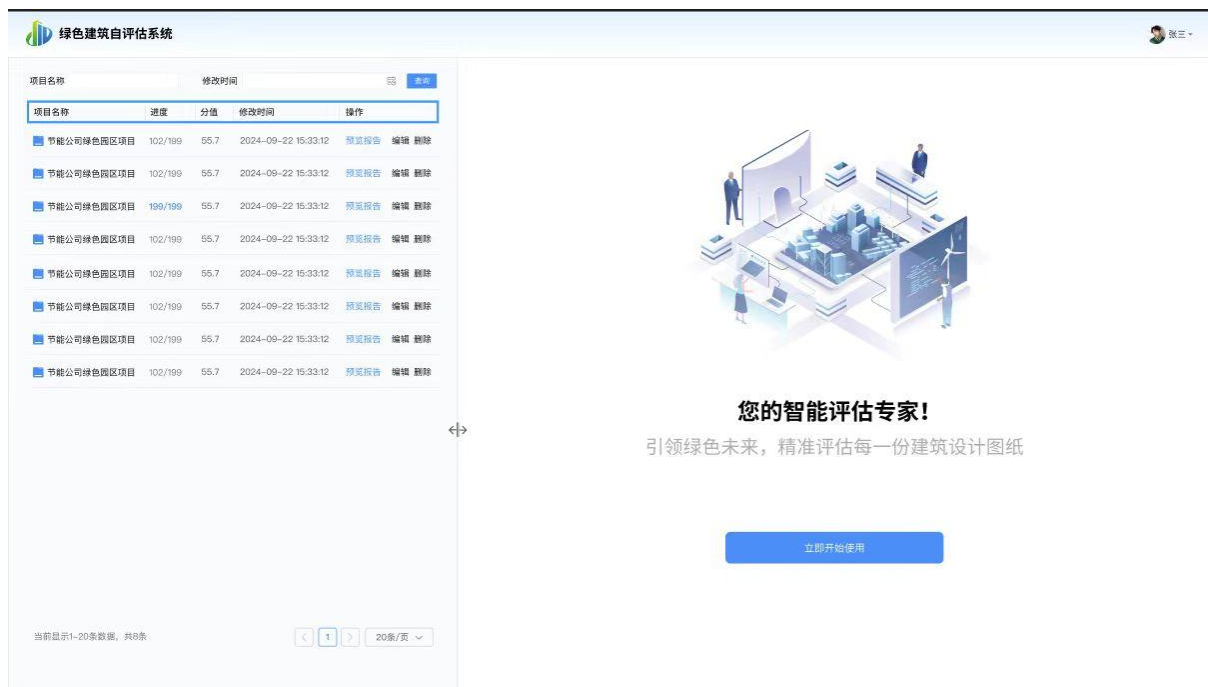 绿色建筑自评估系统
张三
项目名称 修改时间 查询
项目名称 进度 分值 修改时间 操作
节能公司绿色园区项目 102/199 55.7 2024-09-22 15:33:12 预览报告 编辑 删除
节能公司绿色园区项目 102/199 55.7 2024-09-22 15:33:12 预览报告 编辑 删除
节能公司绿色园区项目 199/199 55.7 2024-09-22 15:33:12 预览报告 编辑 删除
节能公司绿色园区项目 102/199 55.7 2024-09-22 15:33:12 预览报告 编辑 删除
节能公司绿色园区项目 102/199 55.7 2024-09-22 15:33:12 预览报告 编辑 删除
节能公司绿色园区项目 102/199 55.7 2024-09-22 15:33:12 预览报告 编辑 删除
节能公司绿色园区项目 102/199 55.7 2024-09-22 15:33:12 预览报告 编辑 删除
节能公司绿色园区项目 102/199 55.7 2024-09-22 15:33:12 预览报告 编辑 删除
当前显示1-20条数据，共8条
1
20条/页
您的智能评估专家！
引领绿色未来，精准评估每一份建筑设计图纸
立即开始使用